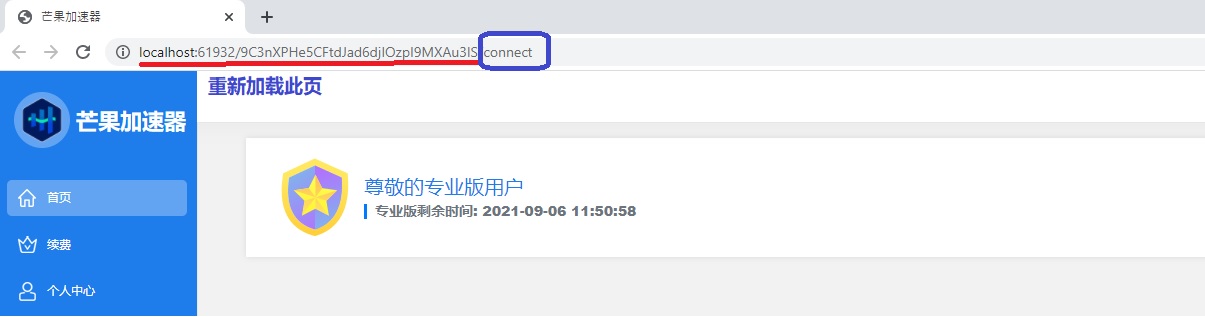 芒果加速器
localhost:61932/9C3nXPHe5CFtdJad6djIOzpI9MXAu3IS/connect
重新加载此页
芒果加速器
首页
尊敬的专业版用户
专业版剩余时间: 2021-09-06 11:50:58
续费
个人中心